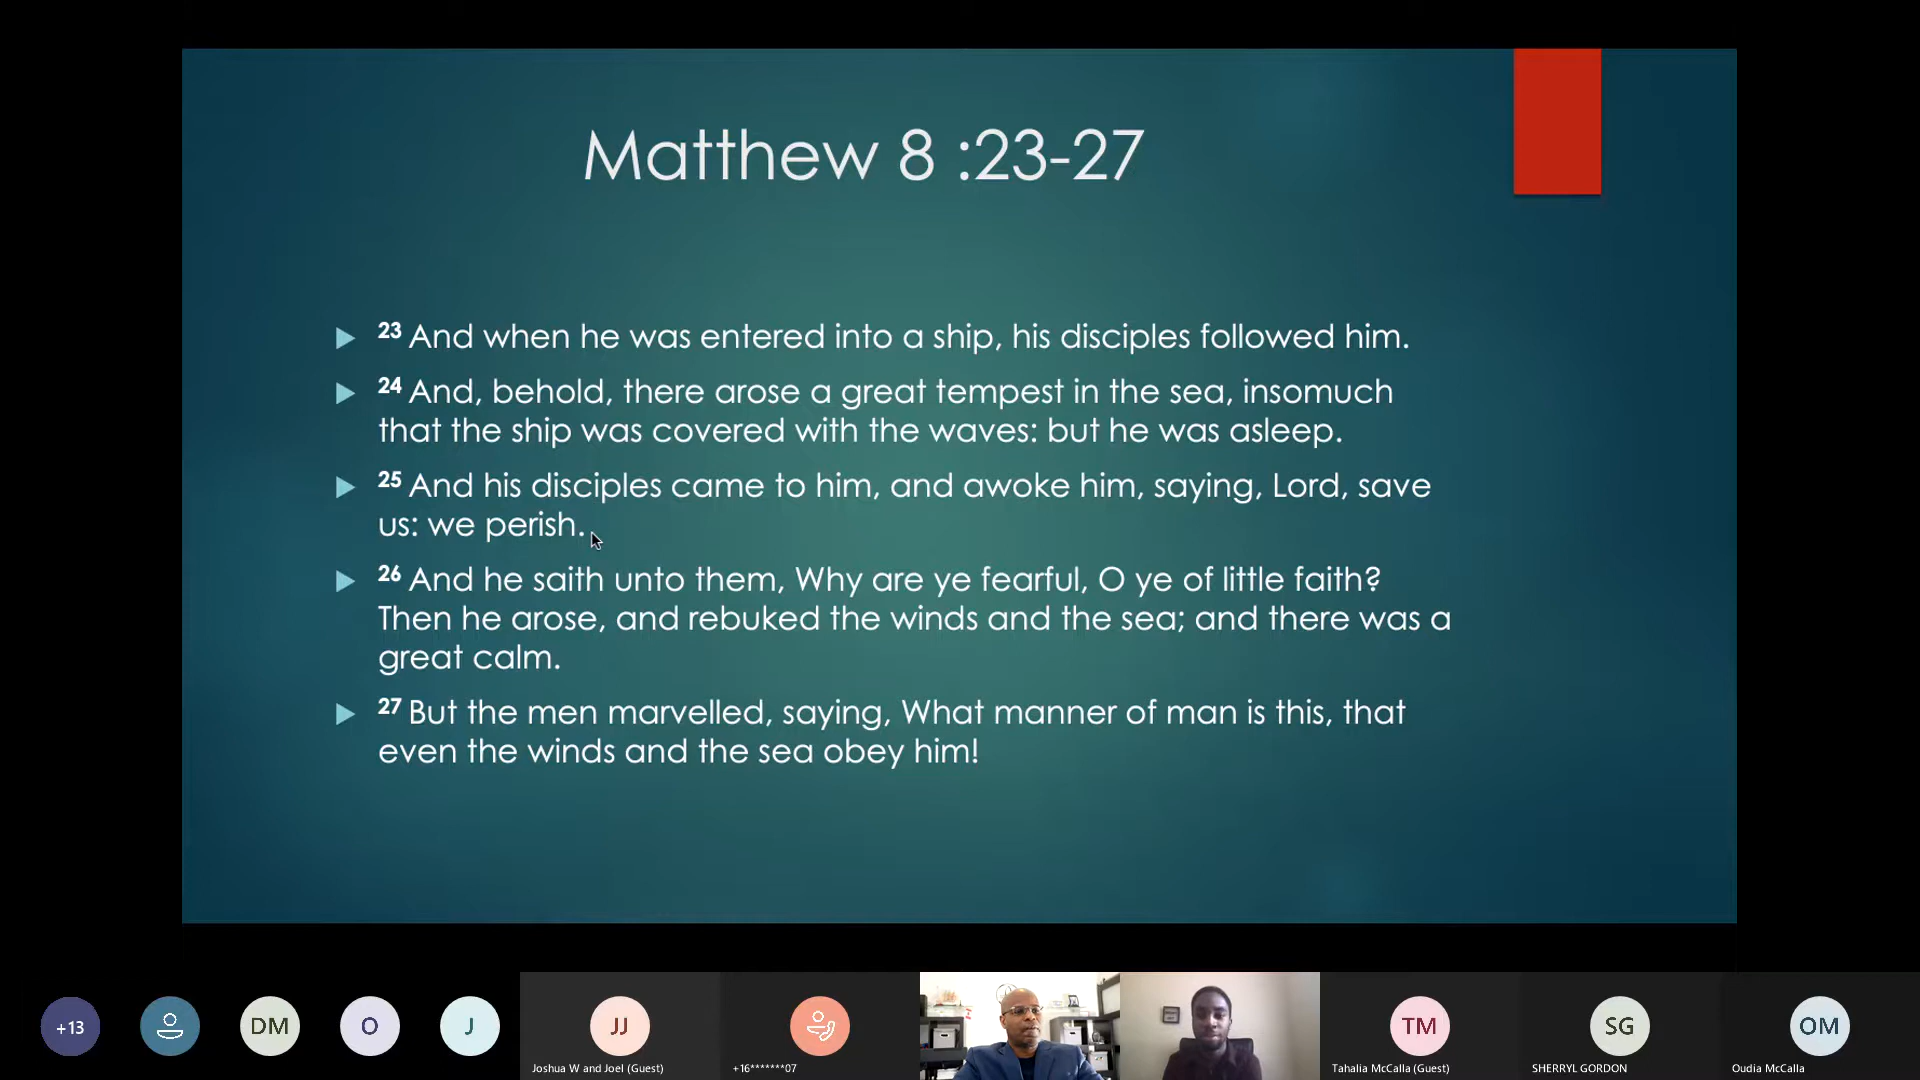 Matthew 8 :23-27
23 And when he was entered into a ship, his disciples followed him.
24 And, behold, there arose a great tempest in the sea, insomuch
that the ship was covered with the waves: but he was asleep.
25 And his disciples came to him, and awoke him, saying, Lord, save
us: we perish.
26 And he saith unto them, Why are ye fearful, O ye of little faith?
Then he arose, and rebuked the winds and the sea; and there was a
great calm.
27 But the men marvelled, saying, What manner of man is this, that
even the winds and the sea obey him!
+13
DM
O
J
JJ
TM
SG
OM
Joshua W and Joel (Guest)
+16*******07
Tahalia McCalla (Guest)
SHERRYL GORDON
Oudia McCalla